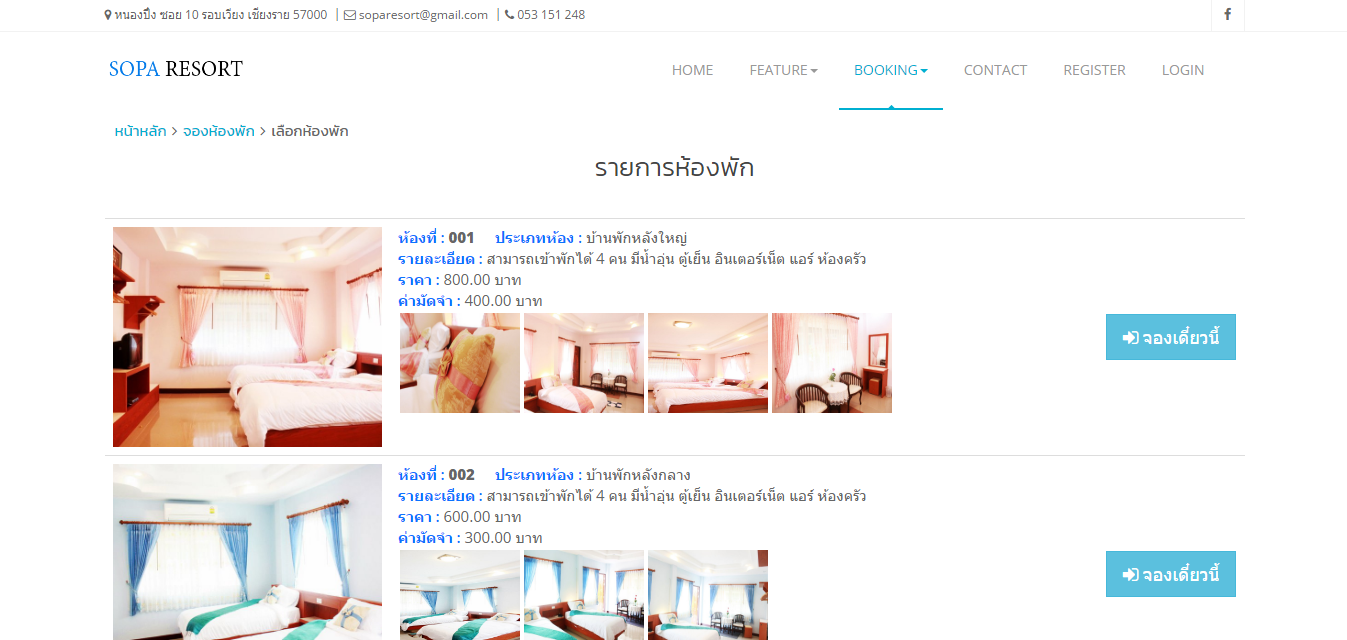 หนองปึ๋ง ซอย 10 รอบเวียง เชียงราย 57000 | soparesort@gmail.com | 053 151 248
SOPA RESORT
HOME FEATURE BOOKING CONTACT REGISTER LOGIN
หน้าหลัก > จองห้องพัก > เลือกห้องพัก
รายการห้องพัก
ห้องที่ : 001 ประเภทห้อง : บ้านพักหลังใหญ่
รายละเอียด : สามารถเข้าพักได้ 4 คน มีน้ำอุ่น ตู้เย็น อินเตอร์เน็ต แอร์ ห้องครัว
ราคา : 800.00 บาท
ค่ามัดจำ : 400.00 บาท
จองเดี่ยวนี้
ห้องที่ : 002 ประเภทห้อง : บ้านพักหลังกลาง
รายละเอียด : สามารถเข้าพักได้ 4 คน มีน้ำอุ่น ตู้เย็น อินเตอร์เน็ต แอร์ ห้องครัว
ราคา : 600.00 บาท
ค่ามัดจำ : 300.00 บาท
จองเดี่ยวนี้